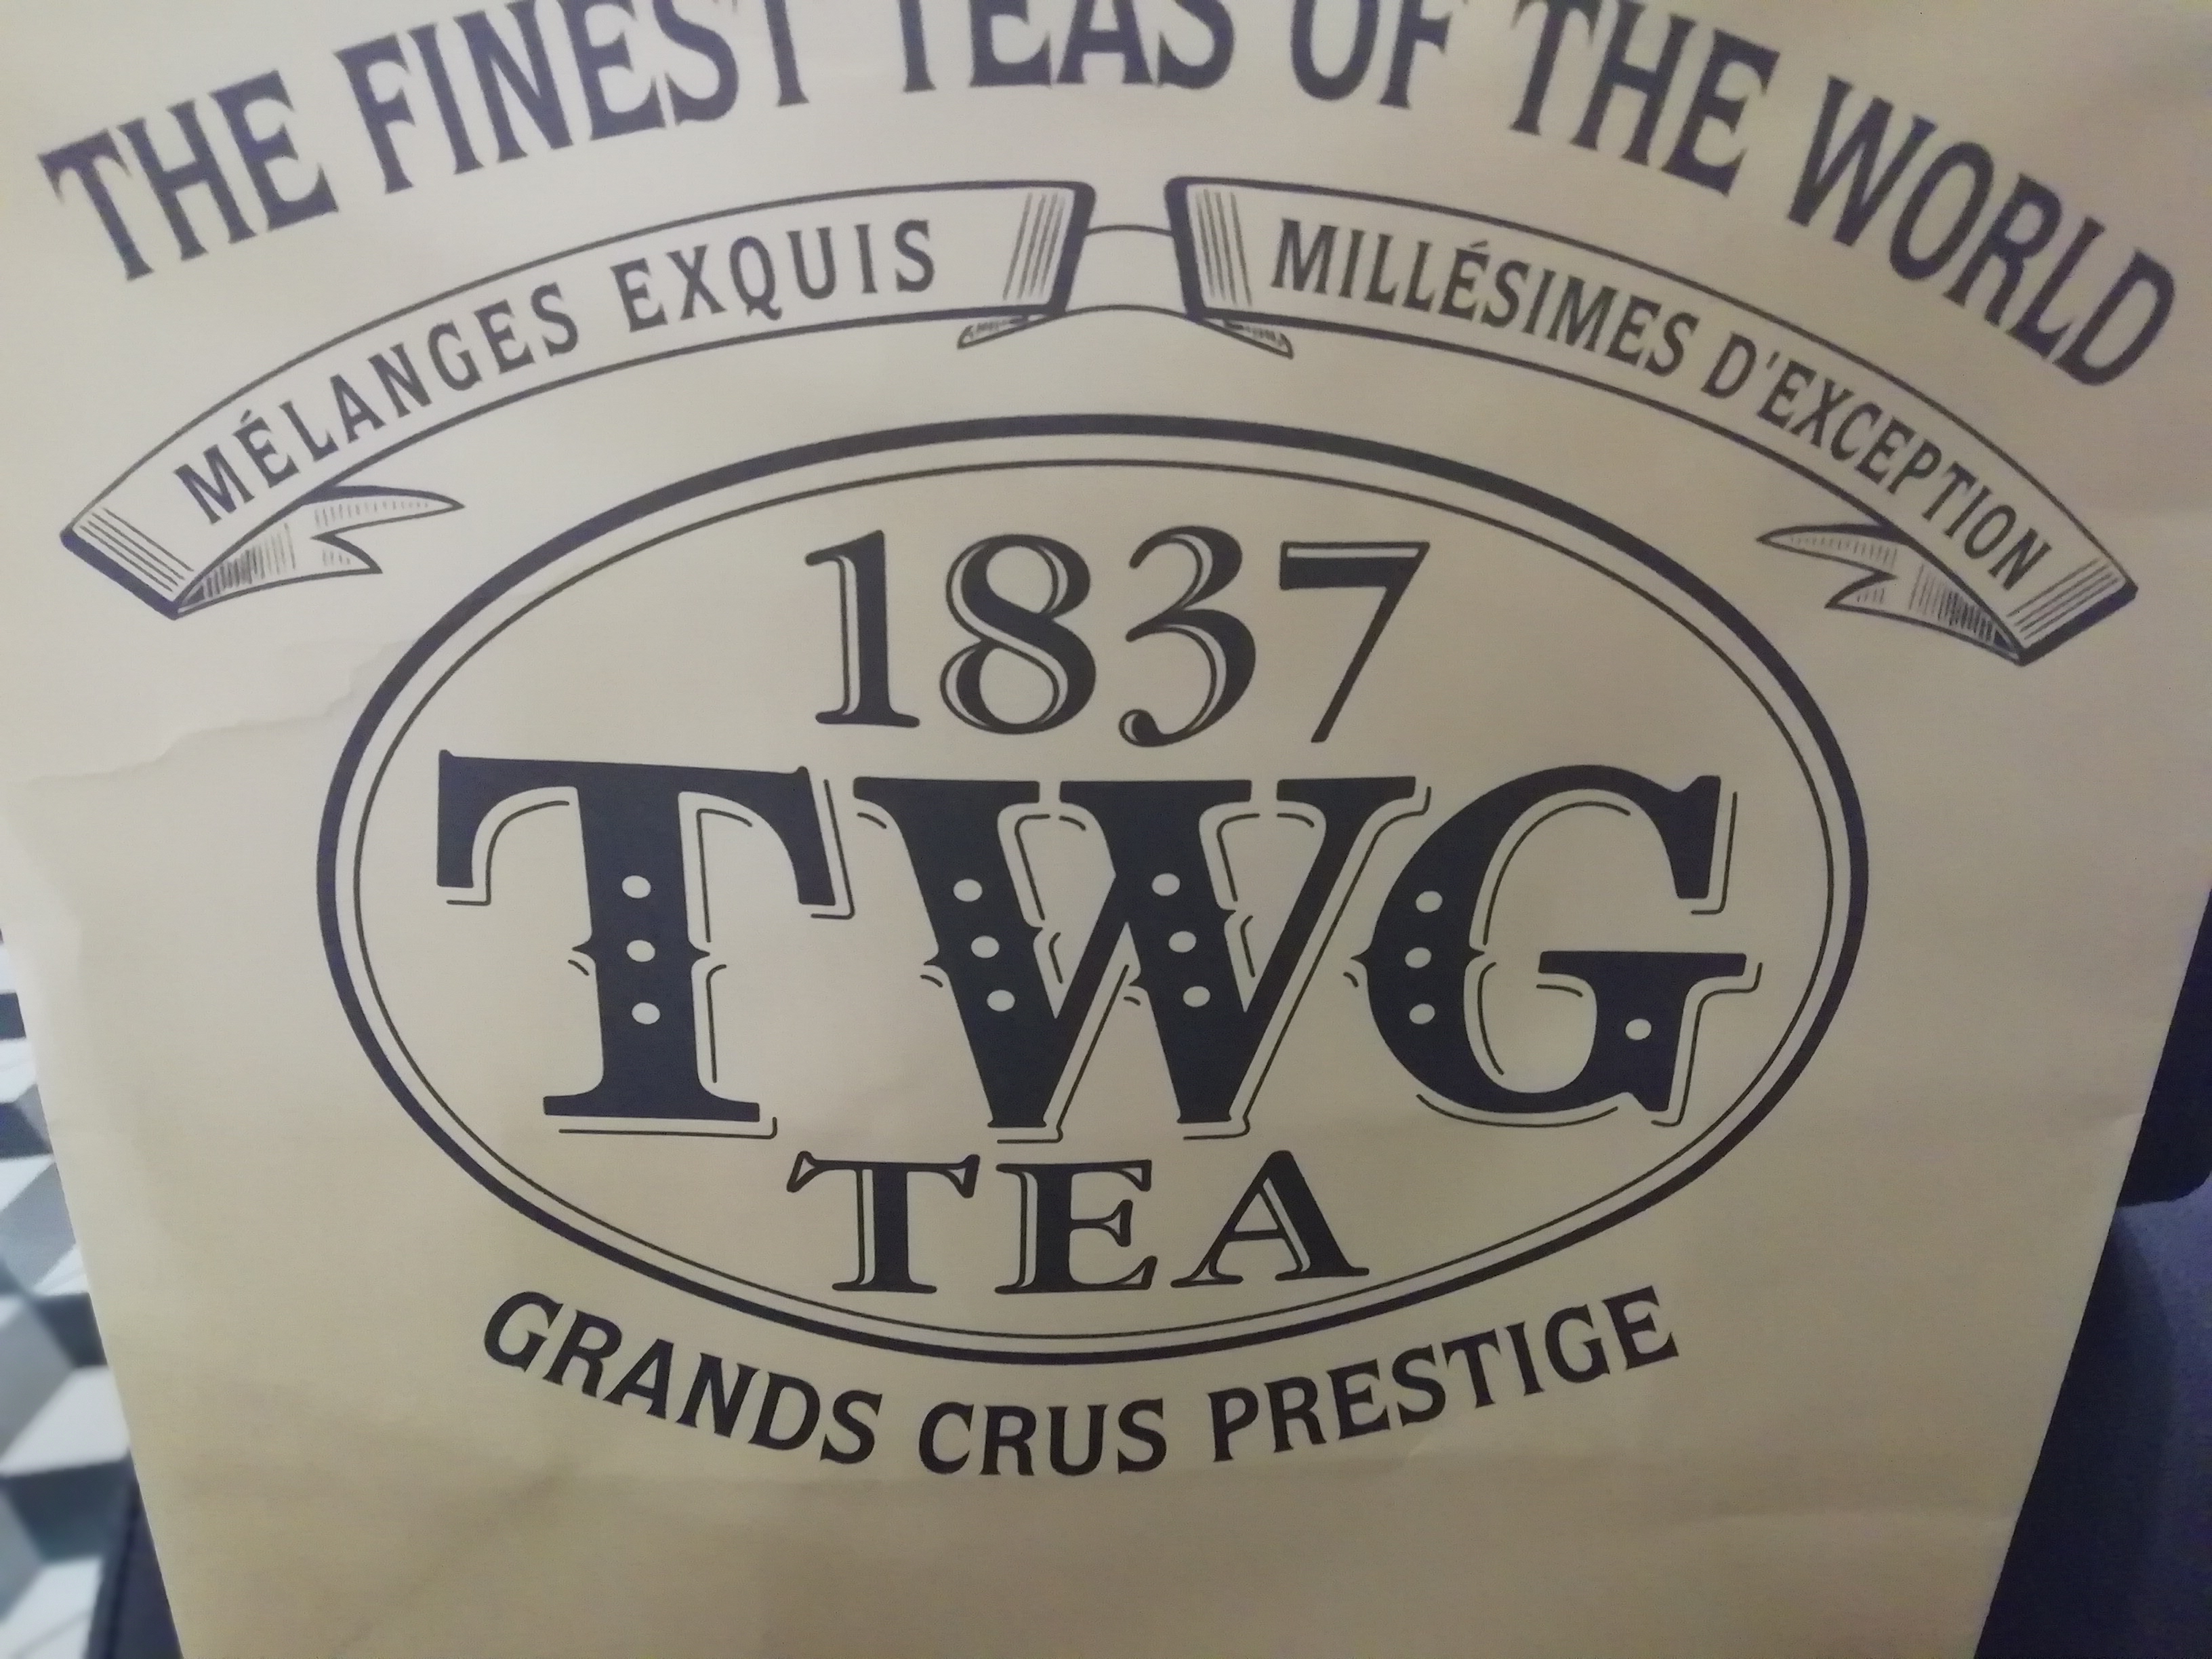 THE FINEST TEAS OF THE WORLD
MÉLANGES EXQUIS
MILLÉSIMES D'EXCEPTION
1837
TWG
TEA
GRANDS CRUS PRESTIGE